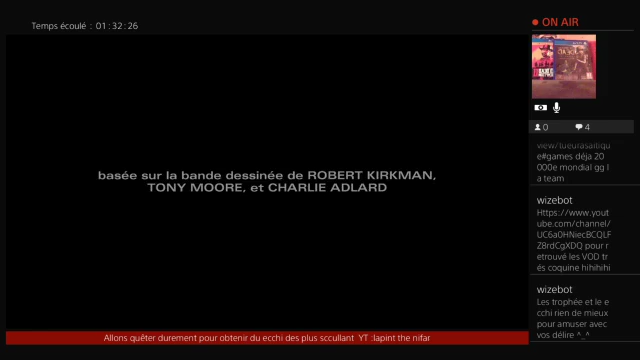 Temps écoulé : 01:32:26
basée sur la bande dessinée de ROBERT KIRKMAN,
TONY MOORE, et CHARLIE ADLARD
Allons quêter durement pour obtenir du ecchi des plus scculant YT :lapint the nifar
ON AIR
0
4
view/tueurasaitiqu
e#games déja 20
000e mondial gg l
a team
wizebot
Https://www.yout
ube.com/channel/
UC6a0HNiecBCQLF
Z8rdCgXDQ pour r
etrouvé les VOD tr
és coquine hihihihi
wizebot
Les trophée et le e
cchi rien de mieux
pour amuser avec
vos délire ^_^